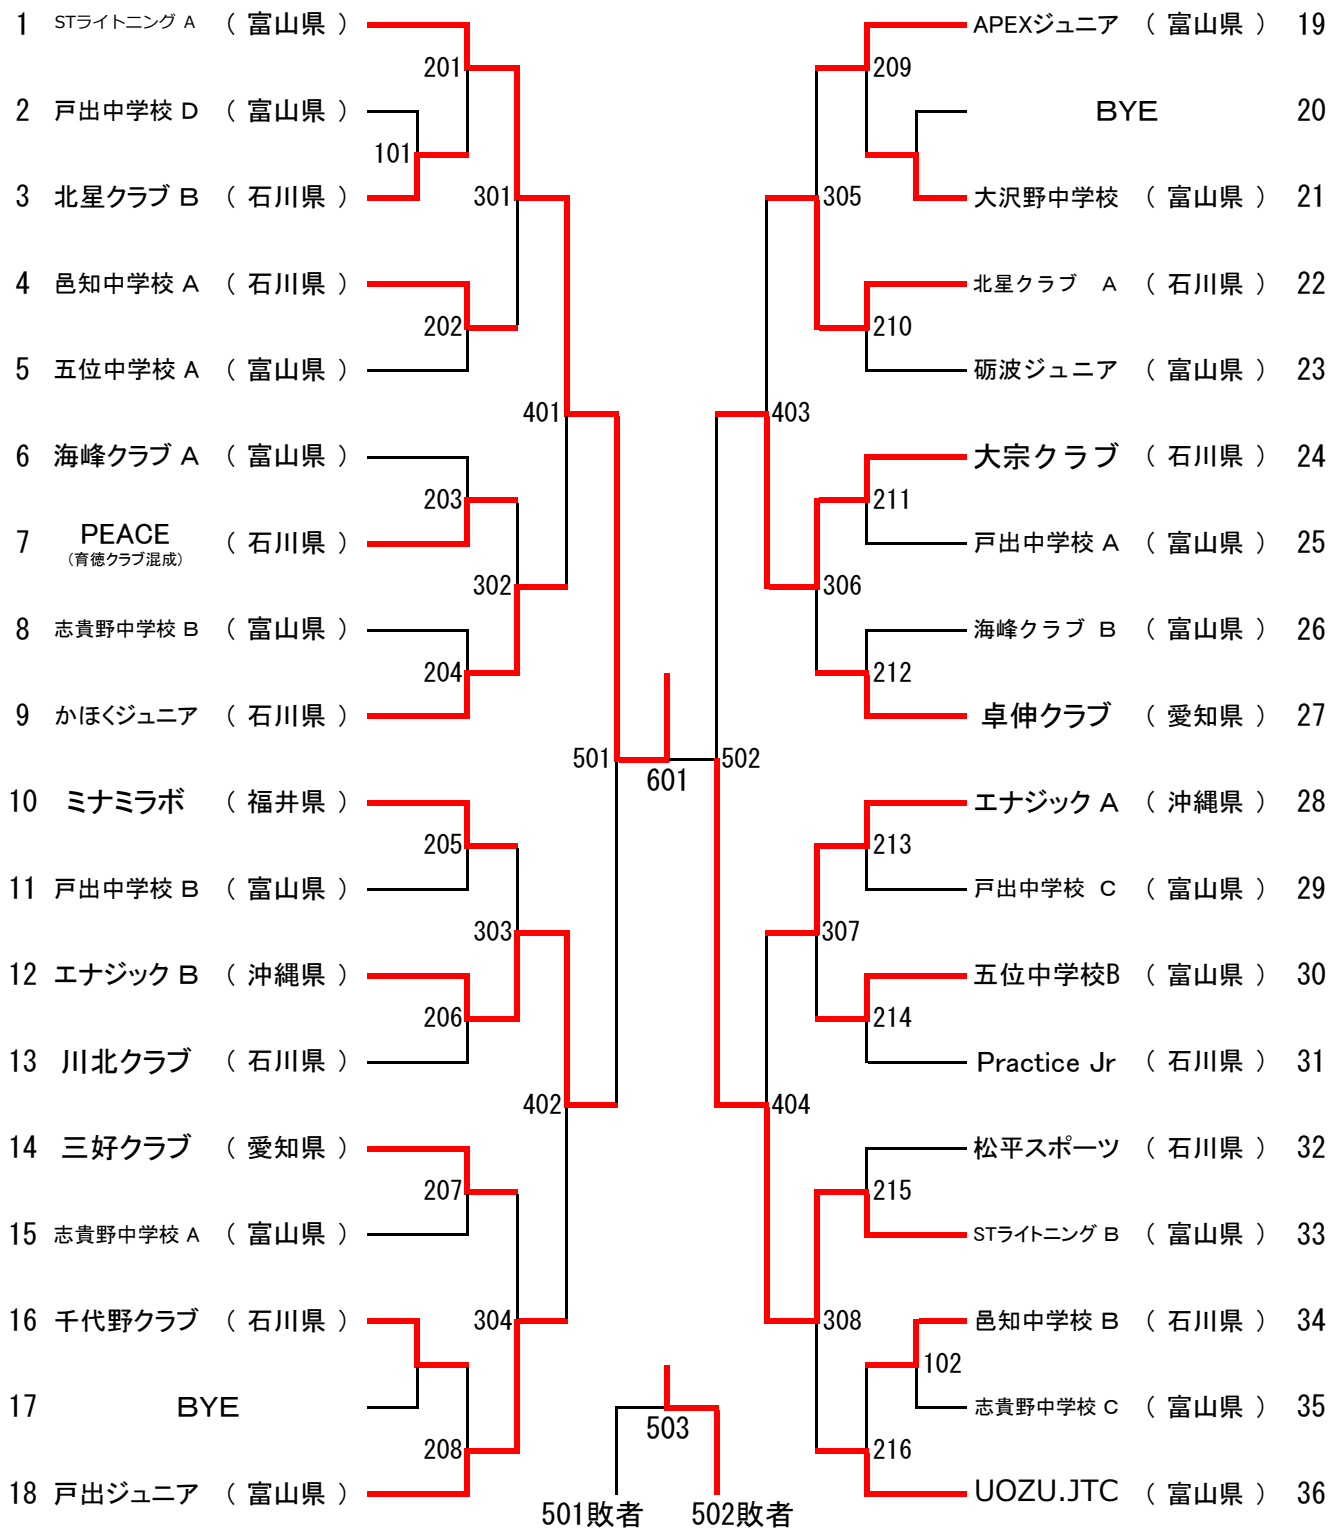 1 STライトニング A （ 富山県 ）
201
2 戸出中学校 D （ 富山県 ）
101
3 北星クラブ B （ 石川県 ）
301
4 邑知中学校 A （ 石川県 ）
202
5 五位中学校 A （ 富山県 ）
401
6 海峰クラブ A （ 富山県 ）
203
7 PEACE （ 石川県 ）
（育徳クラブ混成）
302
8 志貴野中学校 B （ 富山県 ）
204
9 かほくジュニア （ 石川県 ）
501
601
10 ミナミラボ （ 福井県 ）
205
11 戸出中学校 B （ 富山県 ）
303
12 エナジック B （ 沖縄県 ）
206
13 川北クラブ （ 石川県 ）
402
14 三好クラブ （ 愛知県 ）
207
15 志貴野中学校 A （ 富山県 ）
16 千代野クラブ （ 石川県 ）
304
17 BYE
208
18 戸出ジュニア （ 富山県 ）
503
501敗者 502敗者
APEXジュニア （ 富山県 ） 19
209
BYE 20
大沢野中学校 （ 富山県 ） 21
305
北星クラブ A （ 石川県 ） 22
210
砺波ジュニア （ 富山県 ） 23
403
大宗クラブ （ 石川県 ） 24
211
戸出中学校 A （ 富山県 ） 25
306
海峰クラブ B （ 富山県 ） 26
212
卓伸クラブ （ 愛知県 ） 27
502
エナジック A （ 沖縄県 ） 28
213
戸出中学校 C （ 富山県 ） 29
307
五位中学校B （ 富山県 ） 30
214
Practice Jr （ 石川県 ） 31
404
松平スポーツ （ 石川県 ） 32
215
STライトニング B （ 富山県 ） 33
308
邑知中学校 B （ 石川県 ） 34
102
志貴野中学校 C （ 富山県 ） 35
216
UOZU.JTC （ 富山県 ） 36